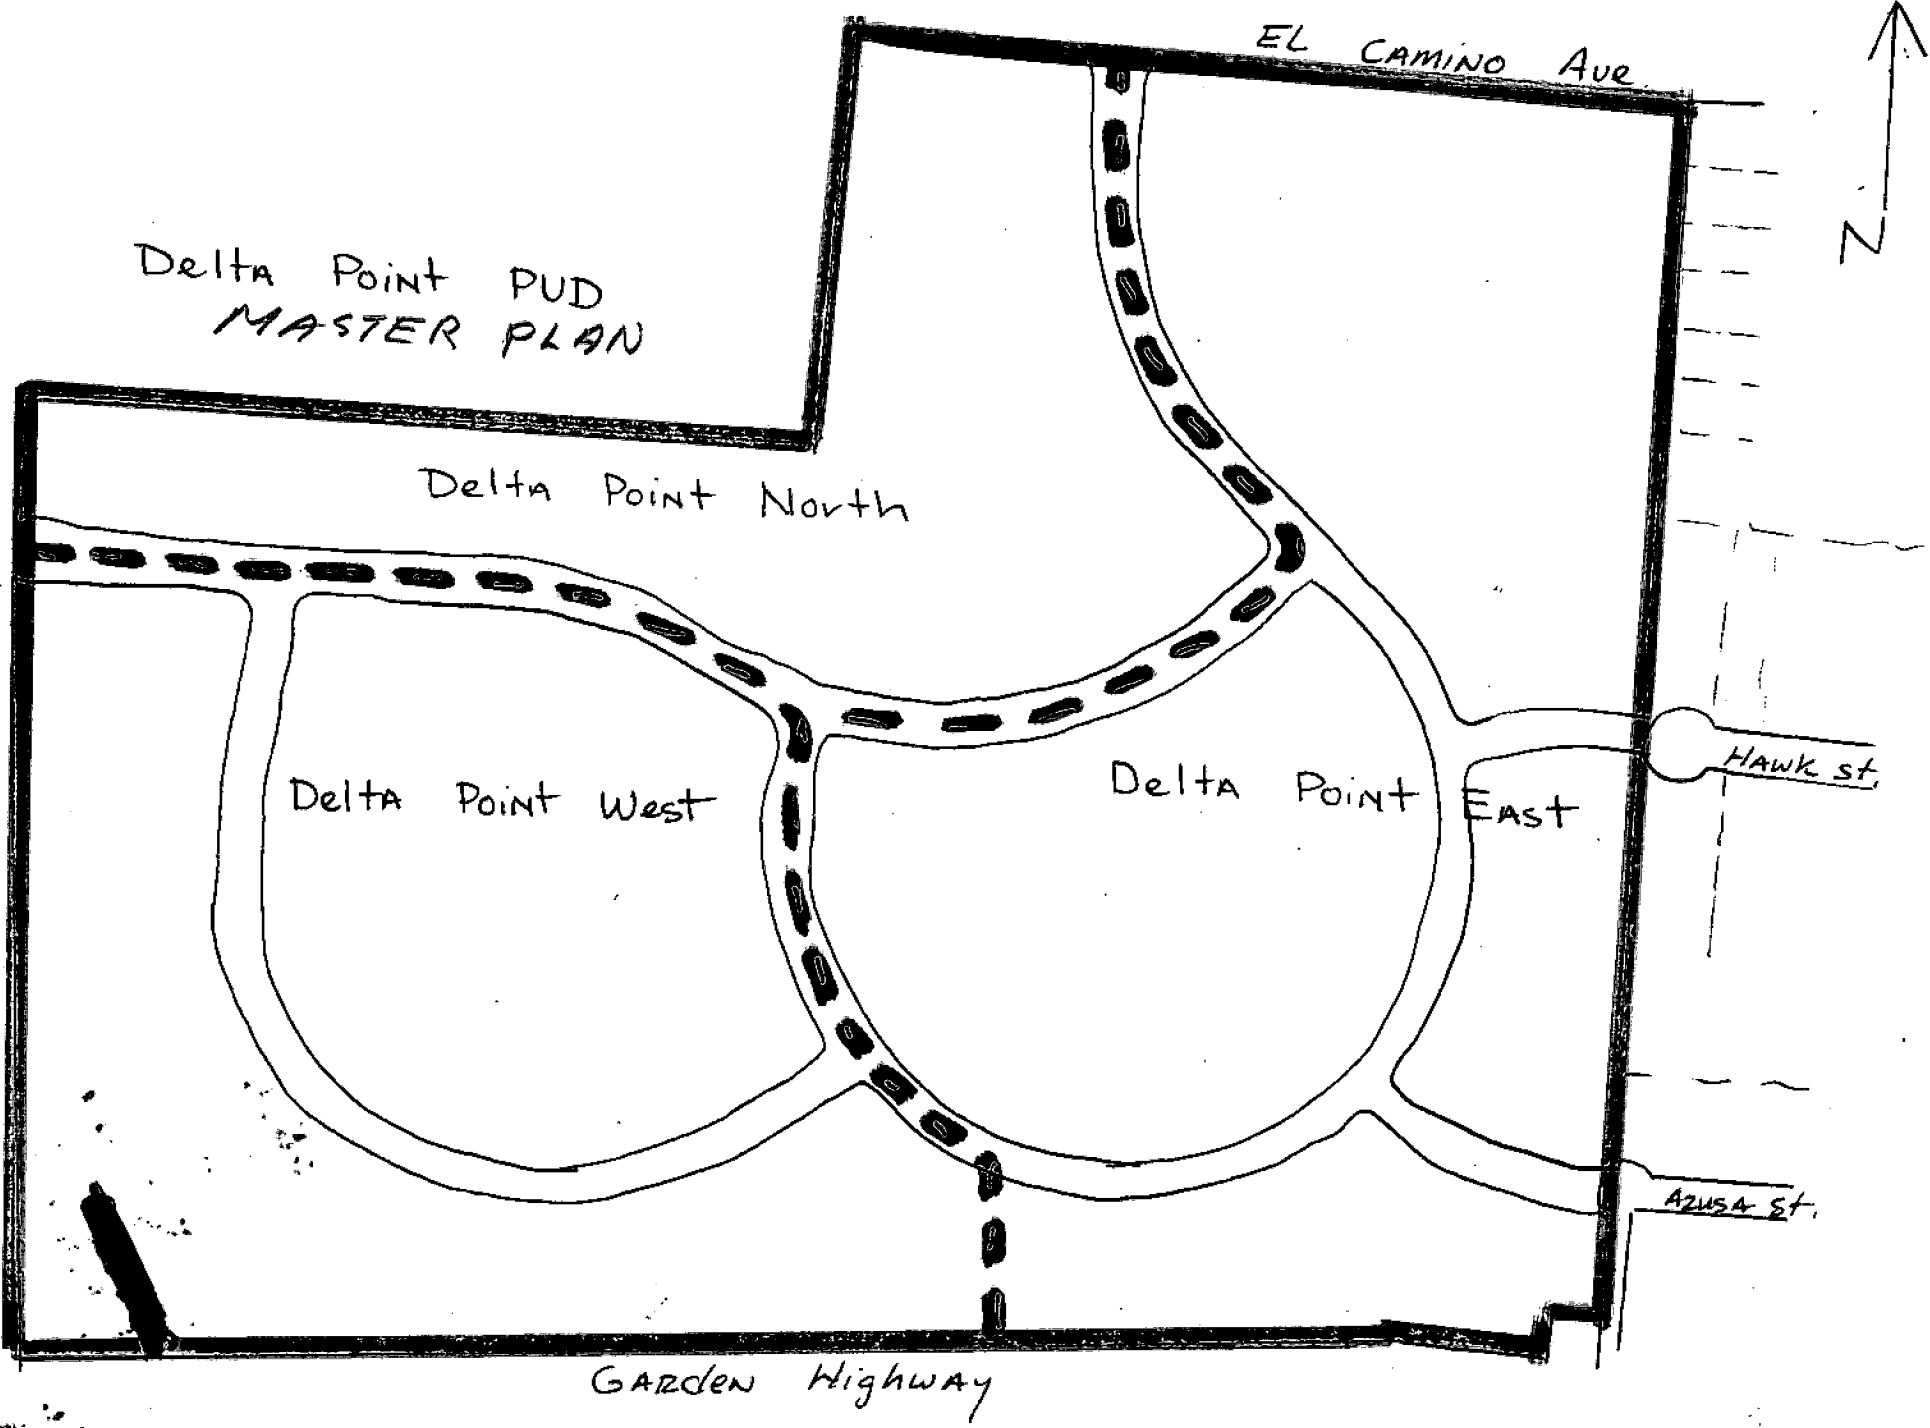 EL CAMINO Ave.
N
Delta Point PUD
MASTER PLAN
Delta Point North
Delta Point West
Delta Point East
HAWK St.
AZUSA St.
GARDEN Highway